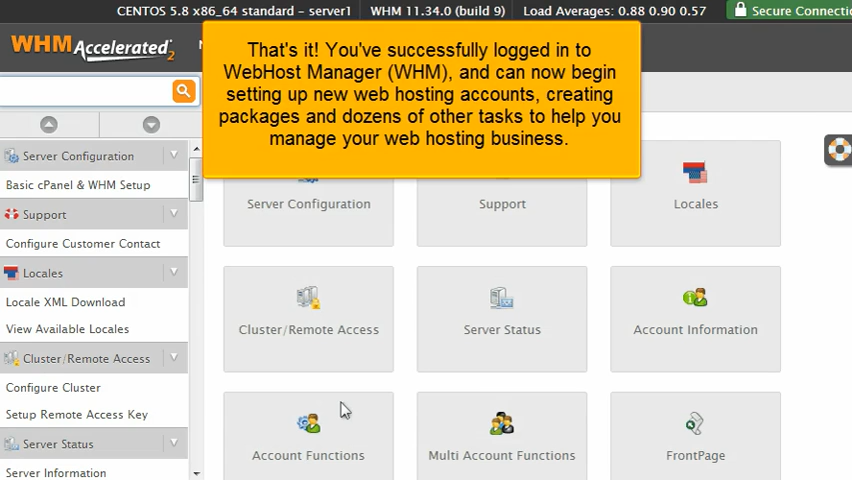 CENTOS 5.8 x86_64 standard – server1 WHM 11.34.0 (build 9) Load Averages: 0.88 0.90 0.57 Secure Connecti
WHM Accelerated2
That's it! You've successfully logged in to
WebHost Manager (WHM), and can now begin
setting up new web hosting accounts, creating
packages and dozens of other tasks to help you
manage your web hosting business.
Server Configuration
Basic cPanel & WHM Setup
Support
Configure Customer Contact
Locales
Locale XML Download
View Available Locales
Cluster/Remote Access
Configure Cluster
Setup Remote Access Key
Server Status
Server Information
Server Configuration Support Locales
Cluster/Remote Access Server Status Account Information
Account Functions Multi Account Functions FrontPage